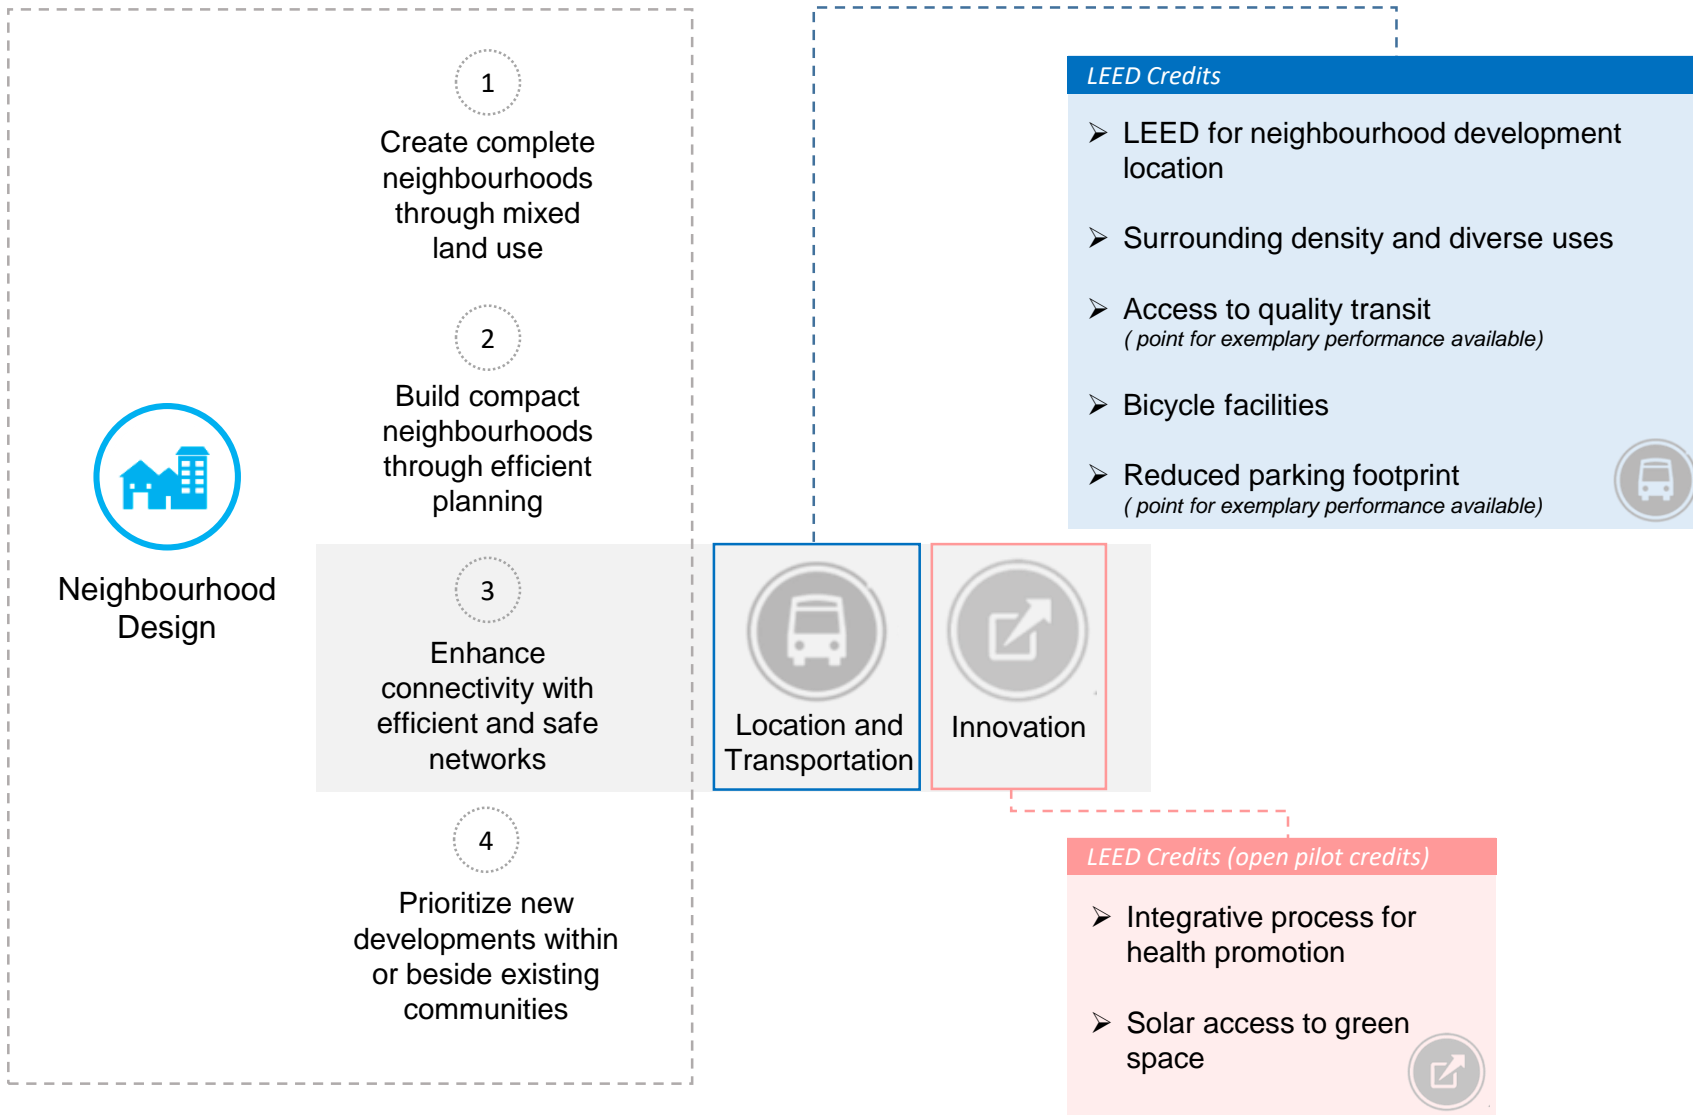 Neighbourhood
Design
1
Create complete
neighbourhoods
through mixed
land use
2
Build compact
neighbourhoods
through efficient
planning
3
Enhance
connectivity with
efficient and safe
networks
4
Prioritize new
developments within
or beside existing
communities
Location and
Transportation
Innovation
LEED Credits
➢ LEED for neighbourhood development
location
➢ Surrounding density and diverse uses
➢ Access to quality transit
( point for exemplary performance available)
➢ Bicycle facilities
➢ Reduced parking footprint
( point for exemplary performance available)
LEED Credits (open pilot credits)
➢ Integrative process for
health promotion
➢ Solar access to green
space